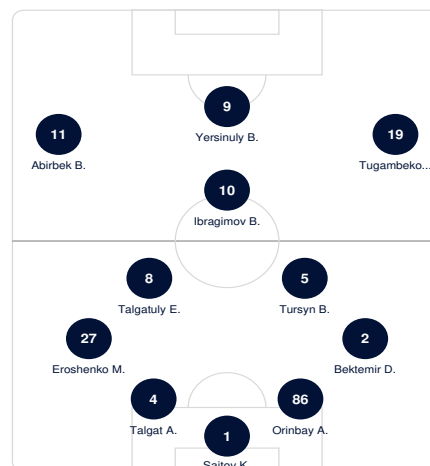 9
Yersinuly B.
11
Abirbek B.
19
Tugambeko...
10
Ibragimov B.
8
Talgatuly E.
5
Tursyn B.
27
Eroshenko M.
2
Bektemir D.
4
Talgat A.
86
Orinbay A.
1
Saitov K.